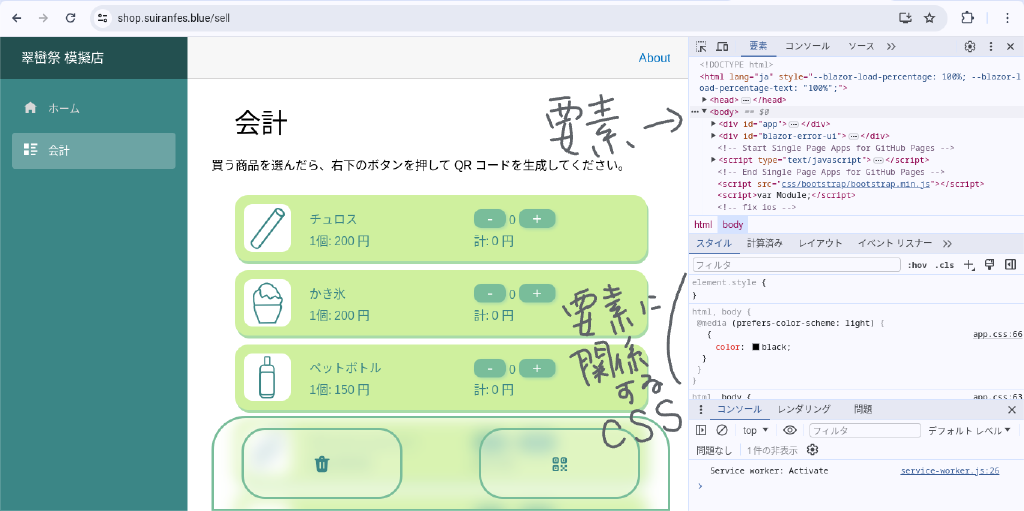 shop.suiranfes.blue/sell
翠巒祭 模擬店
ホーム
会計
About
会計
買う商品を選んだら、右下のボタンを押して QR コードを生成してください。
チュロス
- 0 +
1個: 200 円
計: 0 円
かき氷
- 0 +
1個: 200 円
計: 0 円
ペットボトル
- 0 +
1個: 150 円
計: 0 円
要素、→
要素に
関係
する
CSS
要素 コンソール ソース
<!DOCTYPE html>
<html lang="ja" style="--blazor-load-percentage: 100%; --blazor-l
oad-percentage-text: "100%";">
<head> … </head>
<body> == $0
<div id="app"> … </div>
<div id="blazor-error-ui"> … </div>
<!-- Start Single Page Apps for GitHub Pages -->
<script type="text/javascript"> … </script>
<!-- End Single Page Apps for GitHub Pages -->
<script src="css/bootstrap/bootstrap.min.js"></script>
<script>var Module;</script>
<!-- fix ios -->
html body
スタイル 計算済み レイアウト イベント リスナー
フィルタ :hov .cls
element.style {
}
html, body {
@media (prefers-color-scheme: light) {
{ app.css:66
color: black;
}
}
}
html, body { app.css:63
コンソール レンダリング 問題
top フィルタ デフォルト レベル
問題なし 1 件の非表示
Service worker: Activate service-worker.js:26